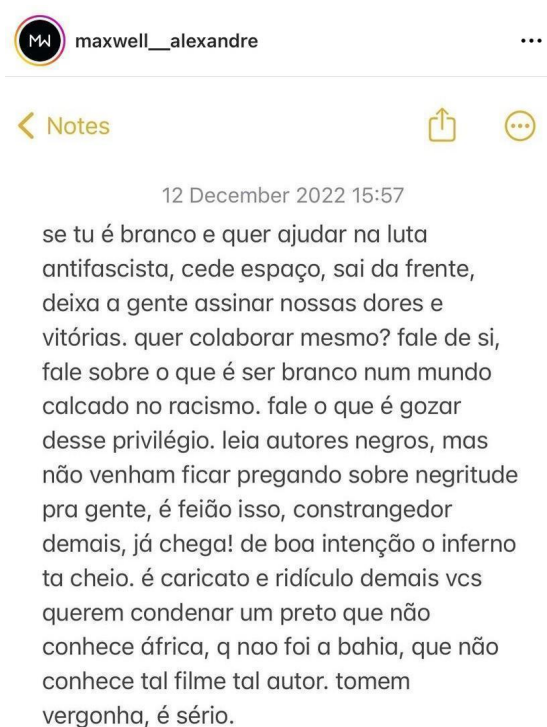 MW
maxwell__alexandre
Notes
12 December 2022 15:57
se tu é branco e quer ajudar na luta
antifascista, cede espaço, sai da frente,
deixa a gente assinar nossas dores e
vitórias. quer colaborar mesmo? fale de si,
fale sobre o que é ser branco num mundo
calcado no racismo. fale o que é gozar
desse privilégio. leia autores negros, mas
não venham ficar pregando sobre negritude
pra gente, é feião isso, constrangedor
demais, já chega! de boa intenção o inferno
ta cheio. é caricato e ridículo demais vcs
querem condenar um preto que não
conhece áfrica, q nao foi a bahia, que não
conhece tal filme tal autor. tomem
vergonha, é sério.